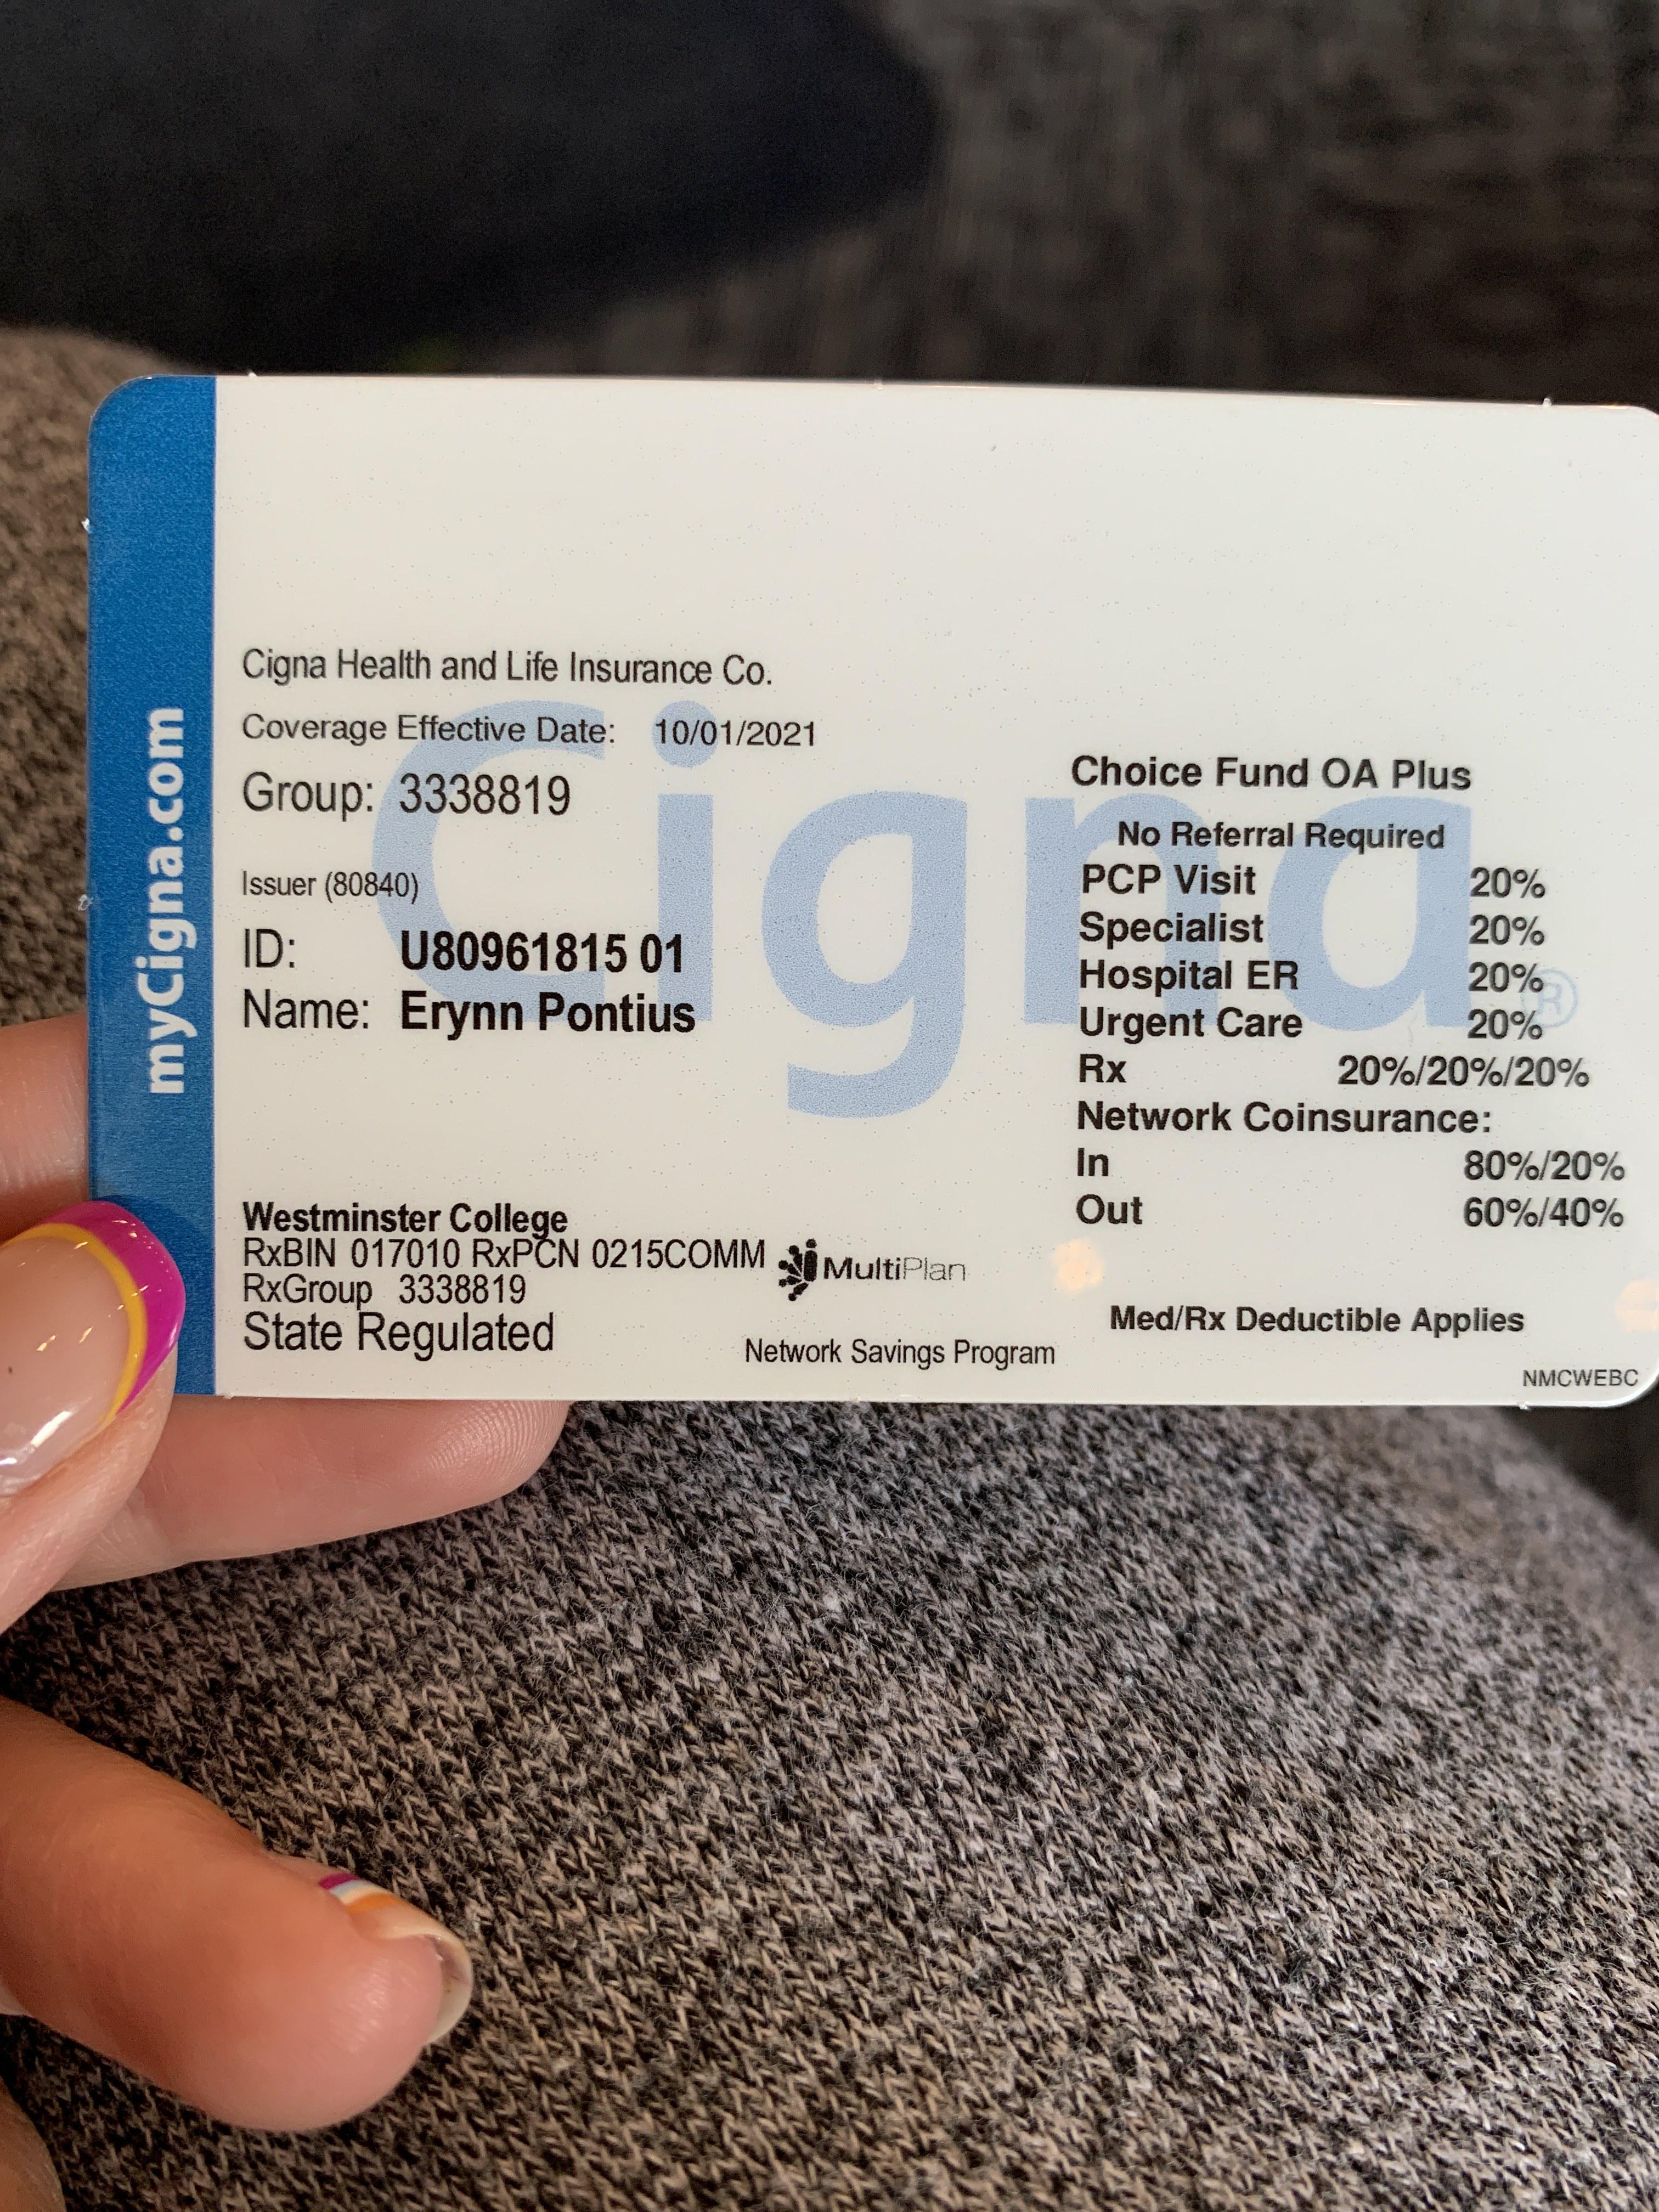 myCigna.com
Cigna
Cigna Health and Life Insurance Co.
Coverage Effective Date: 10/01/2021
Group: 3338819
Issuer (80840)
ID: U80961815 01
Name: Erynn Pontius
Westminster College
RxBIN 017010 RxPCN 0215COMM
RxGroup 3338819
State Regulated
MultiPlan
Network Savings Program
Choice Fund OA Plus
No Referral Required
PCP Visit 20%
Specialist 20%
Hospital ER 20%
Urgent Care 20%
Rx 20%/20%/20%
Network Coinsurance:
In 80%/20%
Out 60%/40%
Med/Rx Deductible Applies
NMCWEBC
®